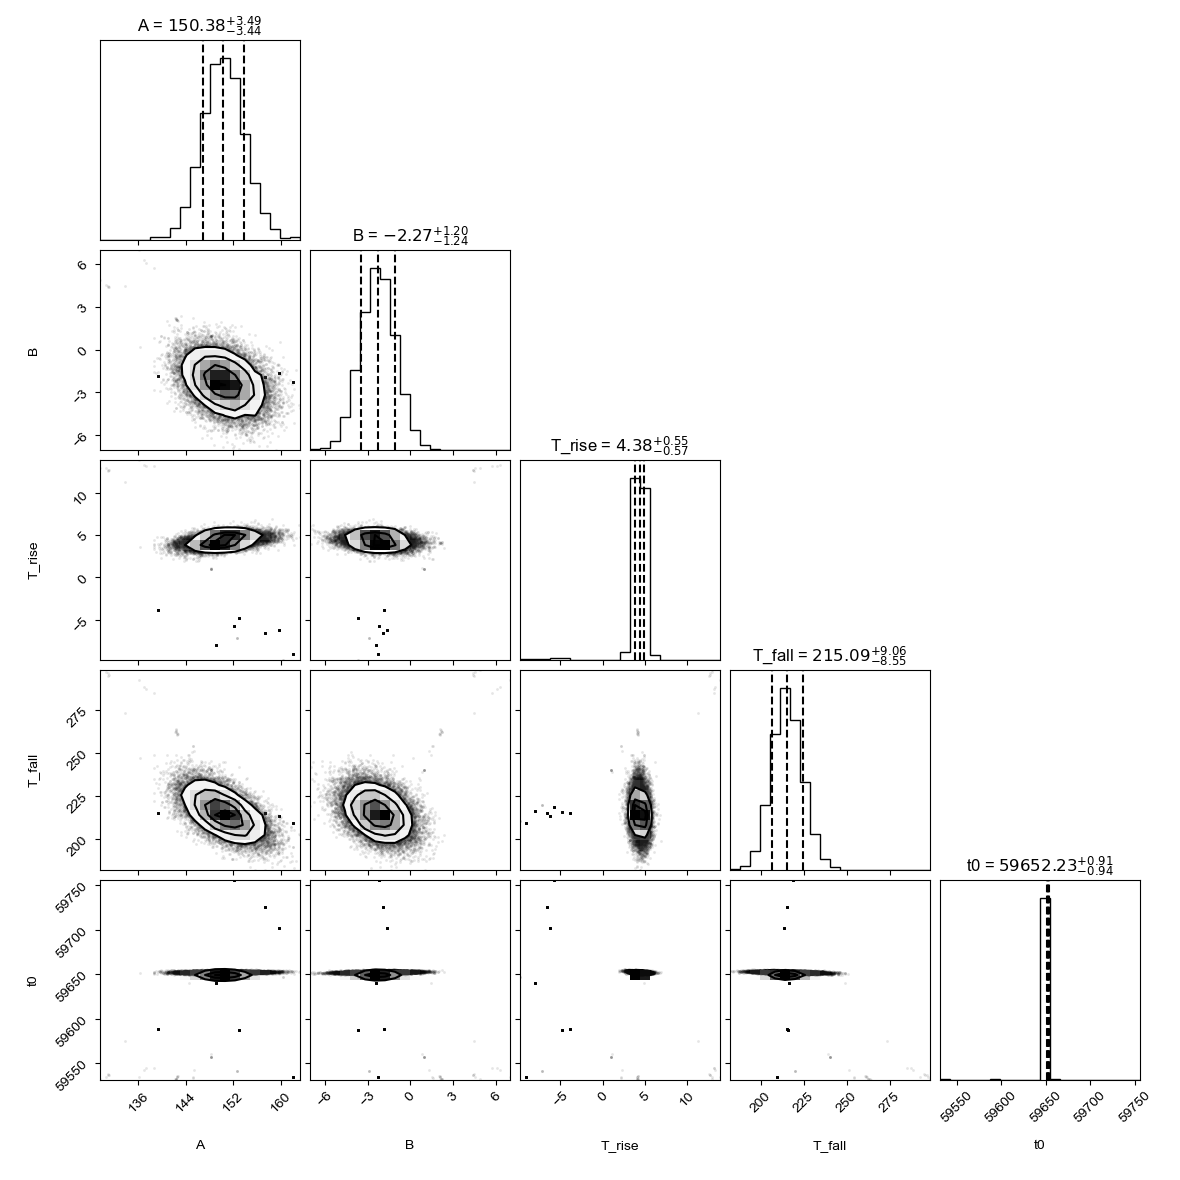 A = 150.38+3.49−3.44
B = −2.27+1.20−1.24
6
3
0
−3
−6
B
T_rise = 4.38+0.55−0.57
10
5
0
−5
T_rise
T_fall = 215.09+9.06−8.55
275
250
225
200
T_fall
t0 = 59652.23+0.91−0.94
59750
59700
59650
59600
59550
t0
136 144 152 160 −6 −3 0 3 6 −5 0 5 10 200 225 250 275 59550 59600 59650 59700 59750
A B T_rise T_fall t0